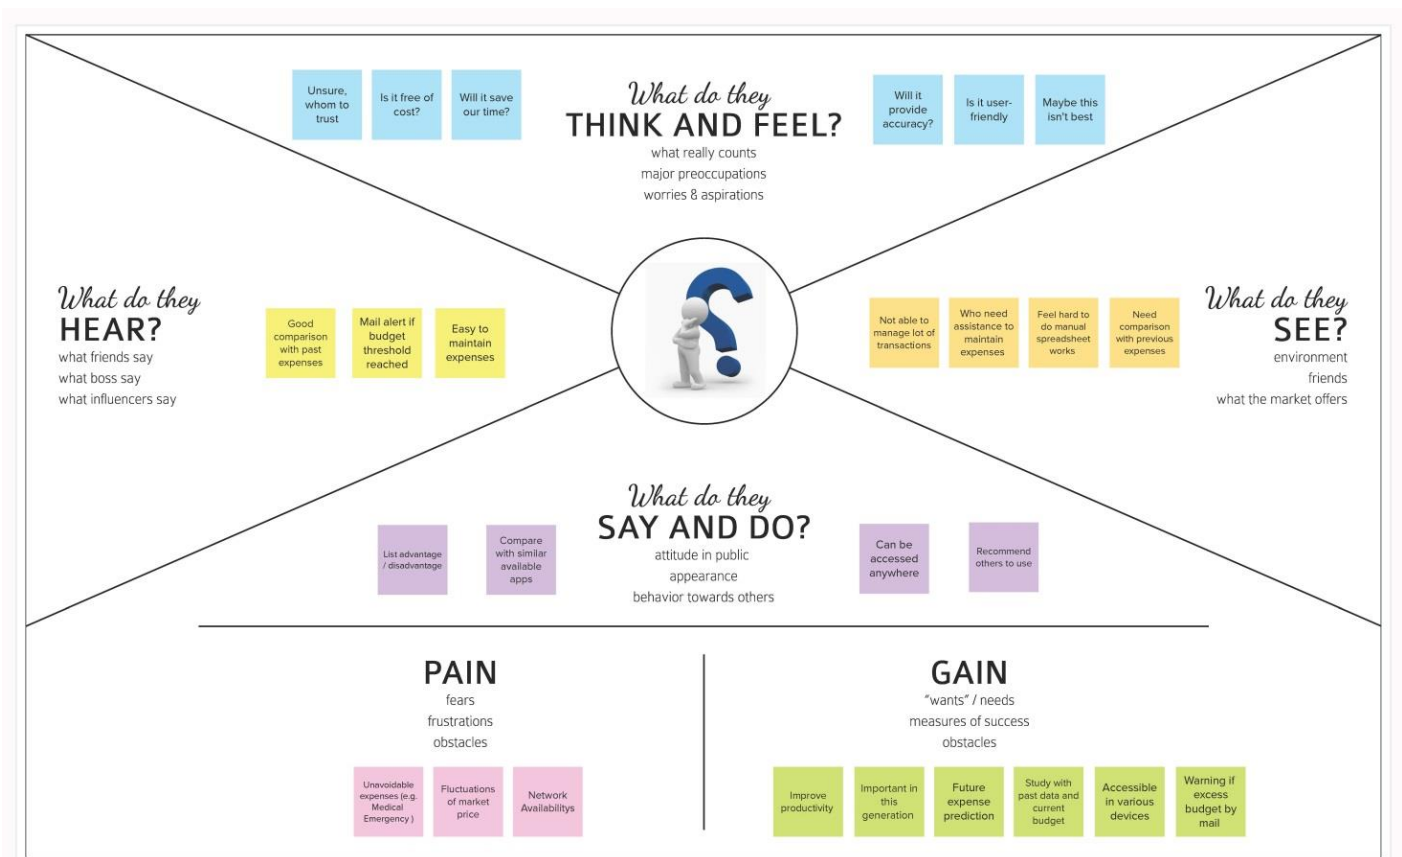 What do they
THINK AND FEEL?
what really counts
major preoccupations
worries & aspirations
Unsure,
whom to
trust
Is it free of
cost?
Will it save
our time?
Will it
provide
accuracy?
Is it user-
friendly
Maybe this
isn't best
What do they
HEAR?
what friends say
what boss say
what influencers say
Good
comparison
with past
expenses
Mail alert if
budget
threshold
reached
Easy to
maintain
expenses
Not able to
manage lot of
transactions
Who need
assistance to
maintain
expenses
Feel hard to
do manual
spreadsheet
works
Need
comparison
with previous
expenses
What do they
SEE?
environment
friends
what the market offers
What do they
SAY AND DO?
attitude in public
appearance
behavior towards others
List advantage
/ disadvantage
Compare
with similar
available
apps
Can be
accessed
anywhere
Recommend
others to use
PAIN
fears
frustrations
obstacles
Unavoidable
expenses (e.g.
Medical
Emergency )
Fluctuations
of market
price
Network
Availabilitys
GAIN
"wants" / needs
measures of success
obstacles
Improve
productivity
Important in
this
generation
Future
expense
prediction
Study with
past data and
current
budget
Accessible
in various
devices
Warning if
excess
budget by
mail